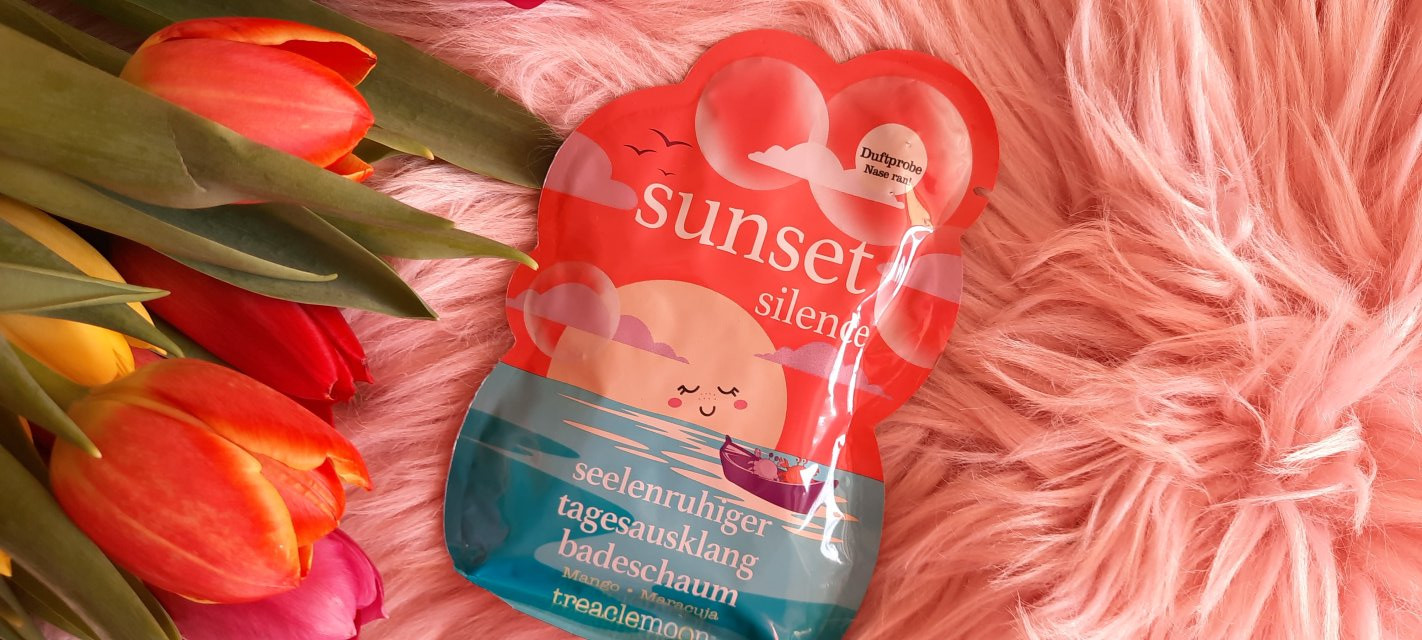 Duftprobe
Nase ran!
sunset
silence
seelenruhiger
tagesausklang
badeschaum
Mango • Maracuja
treaclemoon